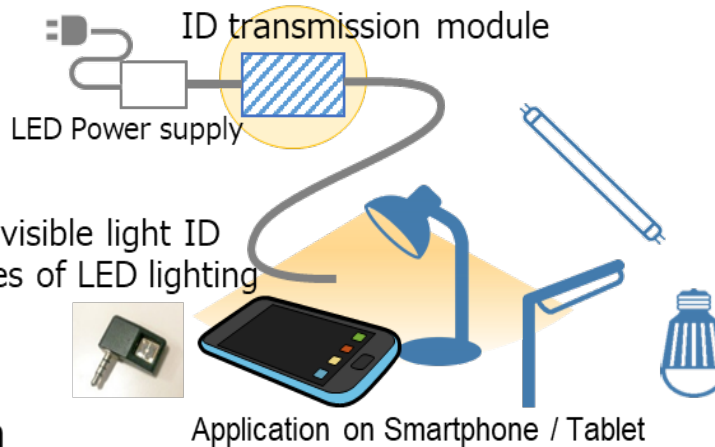 ID transmission module
LED Power supply
visible light ID
es of LED lighting
Application on Smartphone / Tablet